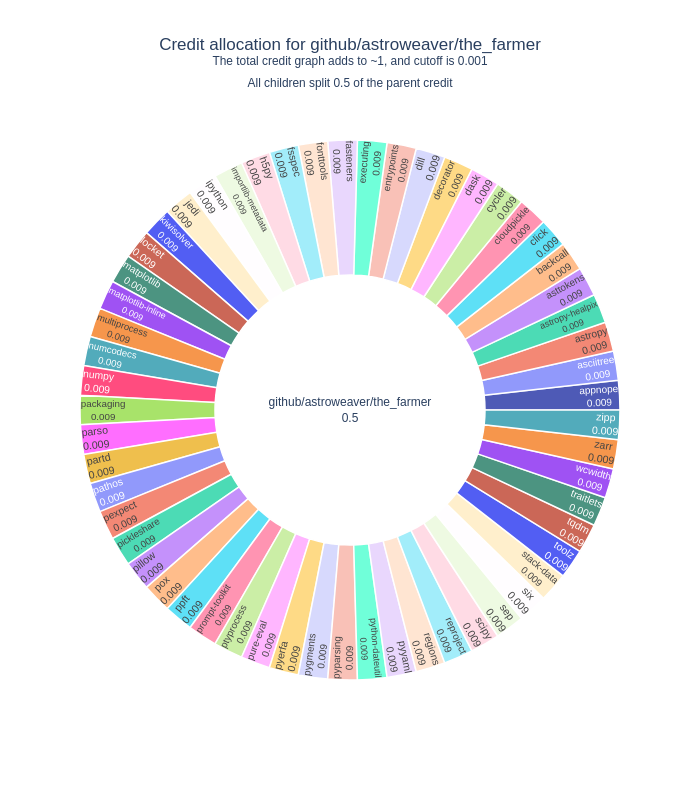 Credit allocation for github/astroweaver/the_farmer
The total credit graph adds to ~1, and cutoff is 0.001
All children split 0.5 of the parent credit
github/astroweaver/the_farmer
0.5
appnope
0.009
asciitree
0.009
astropy
0.009
astropy-healpix
0.009
asttokens
0.009
backcall
0.009
click
0.009
cloudpickle
0.009
cycler
0.009
dask
0.009
decorator
0.009
dill
0.009
entrypoints
0.009
executing
0.009
fasteners
0.009
fonttools
0.009
fsspec
0.009
h5py
0.009
importlib-metadata
0.009
ipython
jedi
0.009
kiwisolver
0.009
locket
0.009
matplotlib
0.009
matplotlib-inline
0.009
multiprocess
0.009
numcodecs
0.009
numpy
0.009
packaging
0.009
parso
0.009
partd
0.009
pathos
0.009
pexpect
0.009
pickleshare
0.009
pillow
0.009
pox
0.009
ppft
0.009
prompt-toolkit
0.009
ptyprocess
0.009
pure-eval
0.009
pyerfa
0.009
pygments
0.009
pyparsing
0.009
python-dateutil
0.009
pyyaml
0.009
regions
0.009
reproject
0.009
scipy
0.009
sep
0.009
six
0.009
stack-data
0.009
toolz
0.009
tqdm
0.009
traitlets
0.009
wcwidth
0.009
zarr
0.009
zipp
0.009